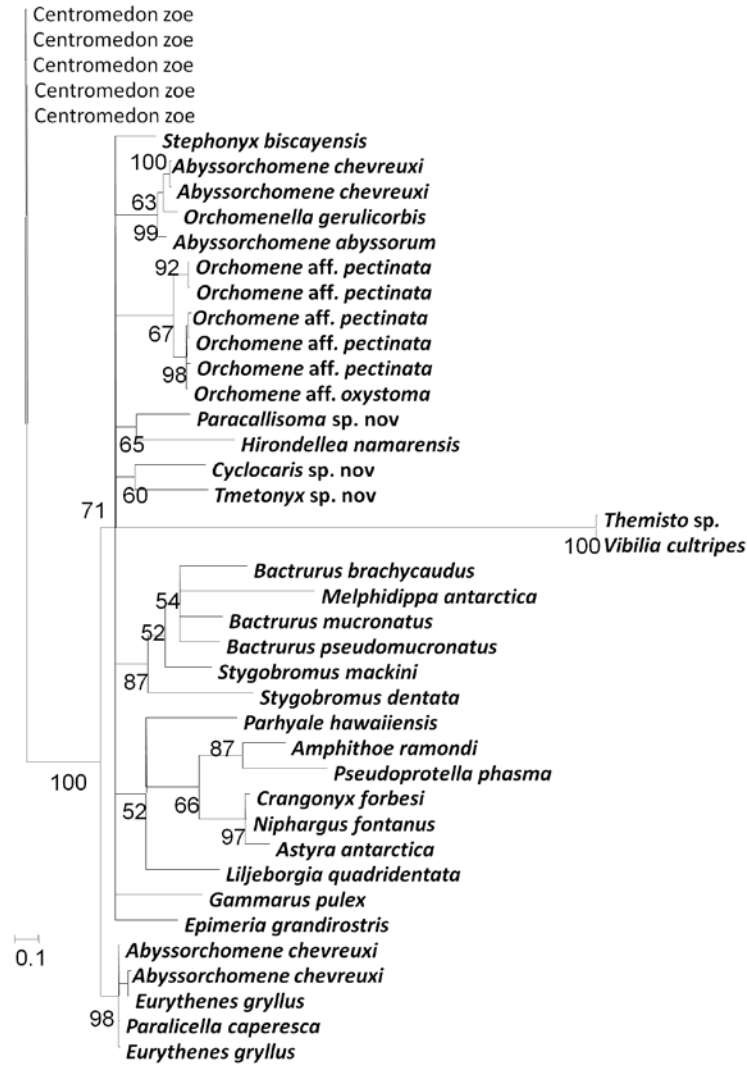 Centromedon zoe
Centromedon zoe
Centromedon zoe
Centromedon zoe
Centromedon zoe
Stephonyx biscayensis
100 Abyssorchomene chevreuxi
Abyssorchomene chevreuxi
63
Orchomenella gerulicorbis
99
Abyssorchomene abyssorum
92 Orchomene aff. pectinata
Orchomene aff. pectinata
Orchomene aff. pectinata
67
Orchomene aff. pectinata
Orchomene aff. pectinata
98
Orchomene aff. oxystoma
Paracallisoma sp. nov
65
Hirondellea namarensis
Cyclocaris sp. nov
60
Tmetonyx sp. nov
71
Themisto sp.
100 Vibilia cultripes
Bactrurus brachycaudus
54
Melphidippa antarctica
Bactrurus mucronatus
52
Bactrurus pseudomucronatus
Stygobromus mackini
87
Stygobromus dentata
Parhyale hawaiiensis
87
Amphithoe ramondi
Pseudoprotella phasma
100
Crangonyx forbesi
66
52
Niphargus fontanus
97
Astyra antarctica
Liljeborgia quadridentata
Gammarus pulex
Epimeria grandirostris
0.1
Abyssorchomene chevreuxi
Abyssorchomene chevreuxi
Eurythenes gryllus
98
Paralicella caperesca
Eurythenes gryllus